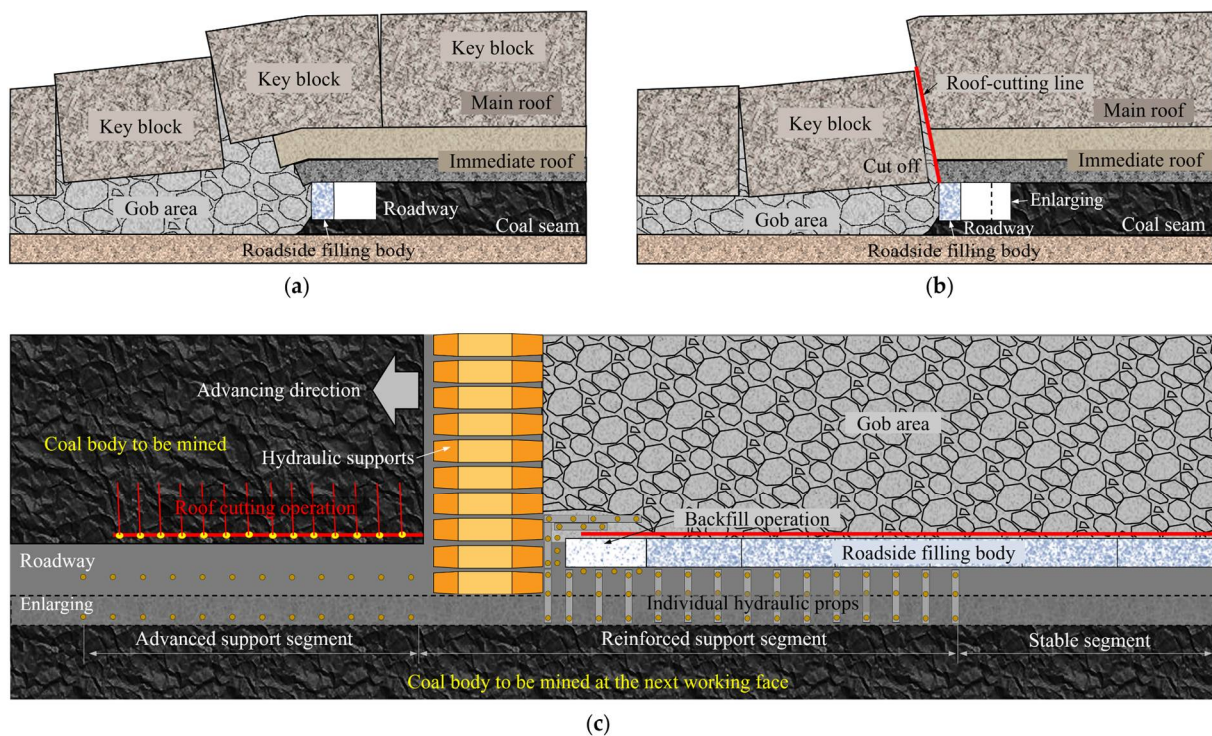 Key block
Key block
Key block
Main roof
Immediate roof
Gob area
Roadway
Coal seam
Roadside filling body
(a)
Roof-cutting line
Key block
Main roof
Cut off
Immediate roof
Gob area
Enlarging
Roadway
Coal seam
Roadside filling body
(b)
Advancing direction
Coal body to be mined
Hydraulic supports
Gob area
Roof cutting operation
Backfill operation
Roadway
Roadside filling body
Enlarging
Individual hydraulic props
Advanced support segment
Reinforced support segment
Stable segment
Coal body to be mined at the next working face
(c)